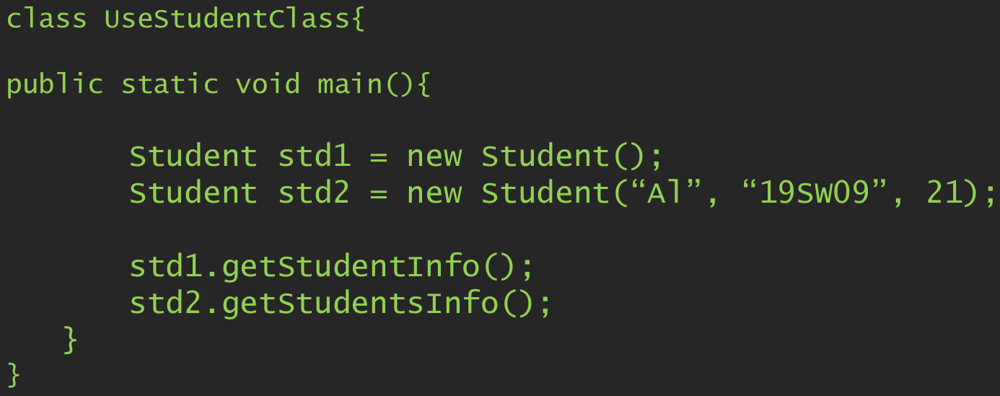 class UseStudentClass{
public static void main(){
Student std1 = new Student();
Student std2 = new Student(“Al”, “19SW09”, 21);
std1.getStudentInfo();
std2.getStudentsInfo();
}
}